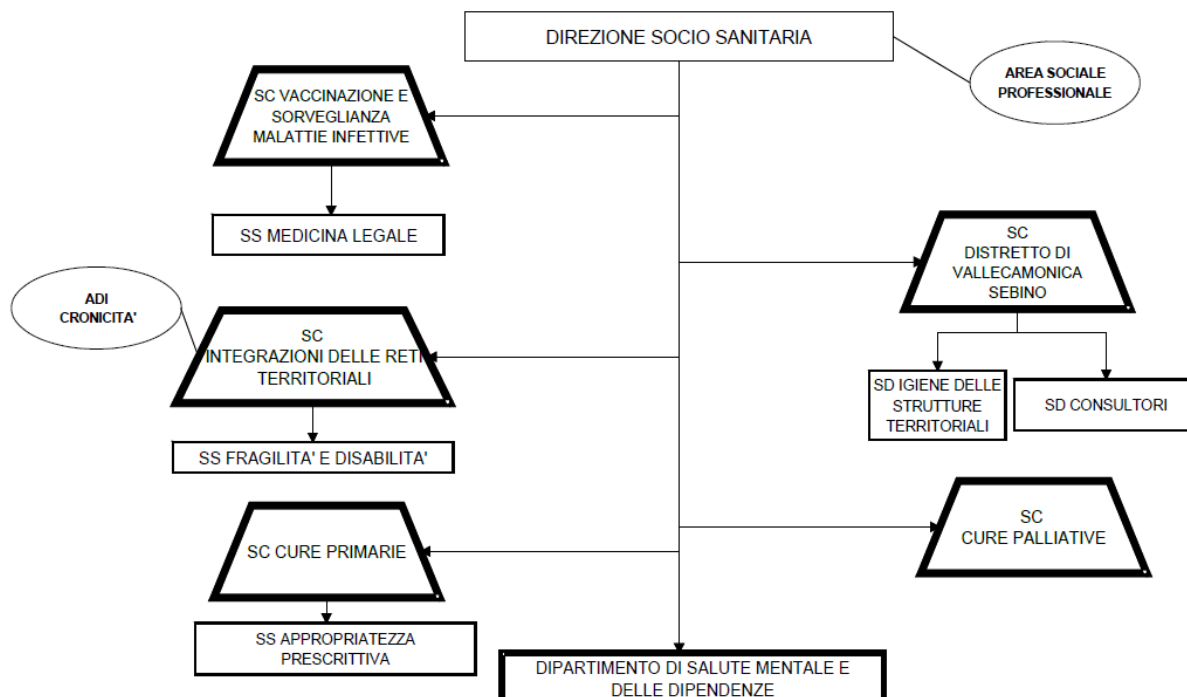 DIREZIONE SOCIO SANITARIA
AREA SOCIALE
PROFESSIONALE
SC VACCINAZIONE E
SORVEGLIANZA
MALATTIE INFETTIVE
SS MEDICINA LEGALE
SC
DISTRETTO DI
VALLECAMONICA
SEBINO
ADI
CRONICITA'
SC
INTEGRAZIONI DELLE RETI
TERRITORIALI
SD IGIENE DELLE
STRUTTURE
TERRITORIALI
SD CONSULTORI
SS FRAGILITA' E DISABILITA'
SC CURE PRIMARIE
SC
CURE PALLIATIVE
SS APPROPRIATEZZA
PRESCRITTIVA
DIPARTIMENTO DI SALUTE MENTALE E
DELLE DIPENDENZE